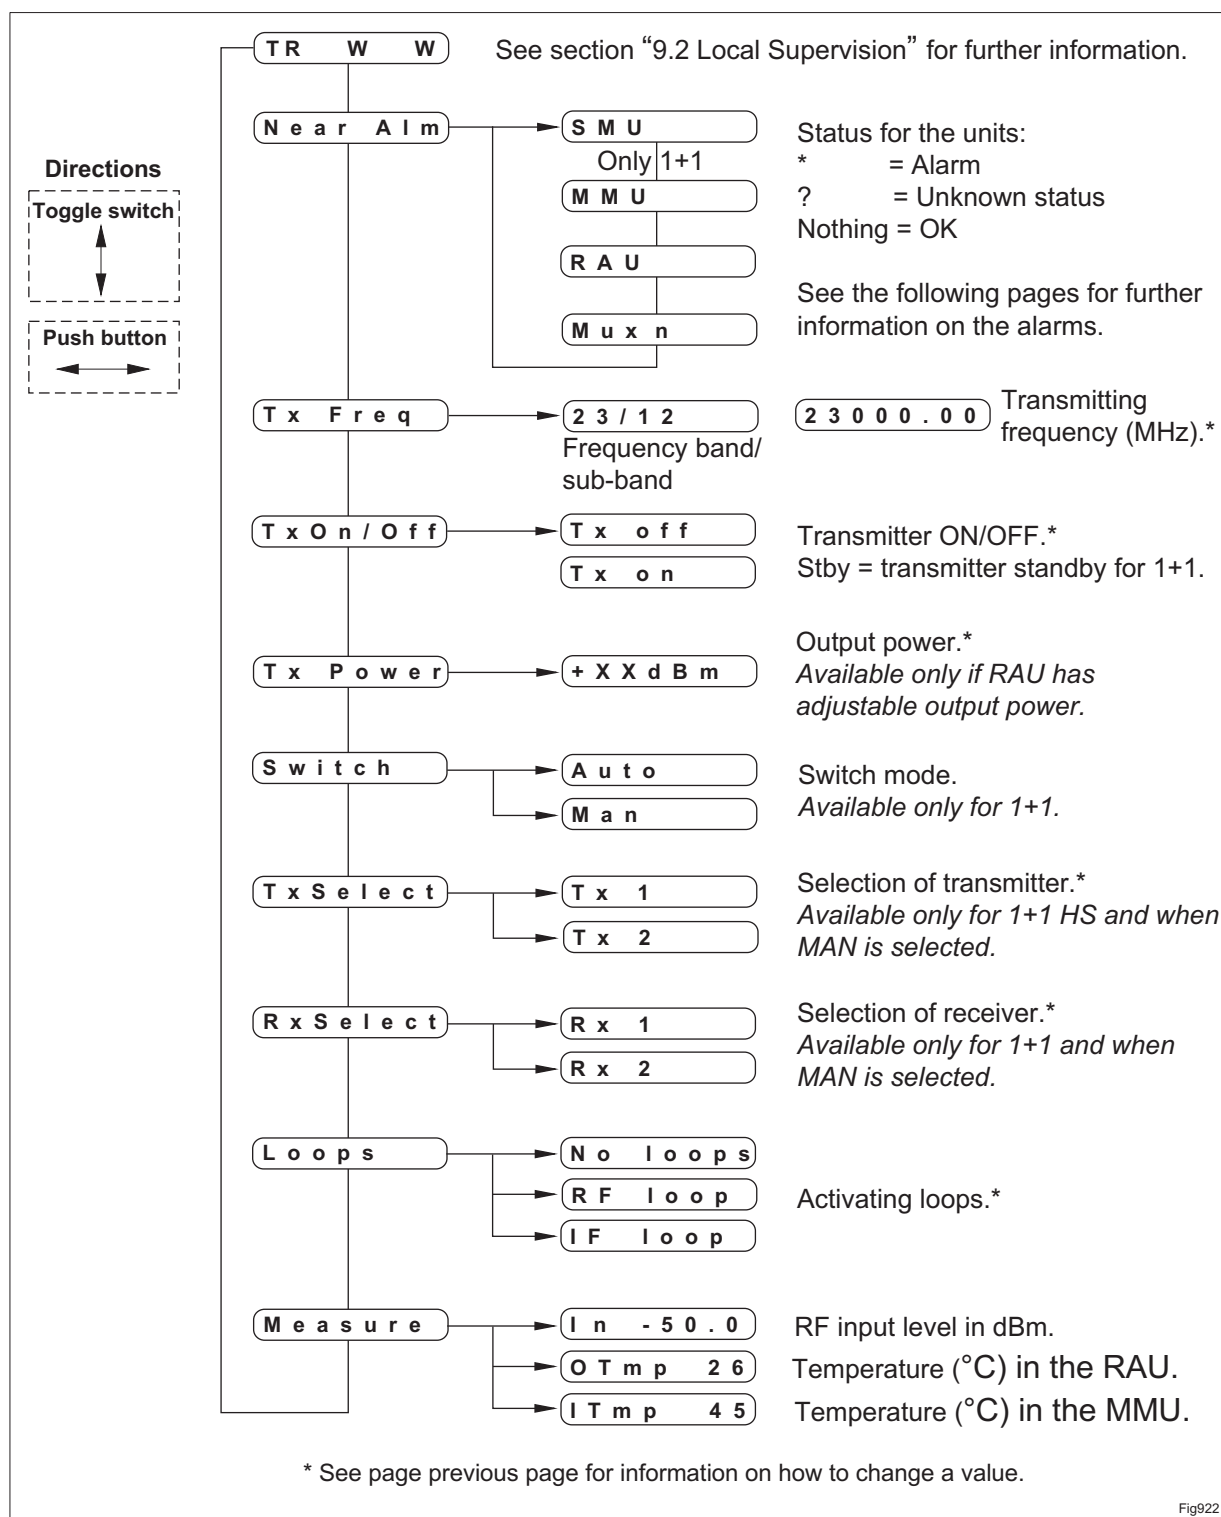 TR W W
See section “9.2 Local Supervision” for further information.
Near Alm
SMU
Only 1+1
MMU
RAU
Muxn
Status for the units:
* = Alarm
? = Unknown status
Nothing = OK
See the following pages for further
information on the alarms.
Directions
Toggle switch
Push button
Tx Freq
23/12
Frequency band/
sub-band
23000.00
Transmitting
frequency (MHz).*
TxOn/Off
Tx off
Tx on
Transmitter ON/OFF.*
Stby = transmitter standby for 1+1.
Tx Power
+XXdBm
Output power.*
Available only if RAU has
adjustable output power.
Switch
Auto
Man
Switch mode.
Available only for 1+1.
TxSelect
Tx 1
Tx 2
Selection of transmitter.*
Available only for 1+1 HS and when
MAN is selected.
RxSelect
Rx 1
Rx 2
Selection of receiver.*
Available only for 1+1 and when
MAN is selected.
Loops
No loops
RF loop
IF loop
Activating loops.*
Measure
In -50.0
RF input level in dBm.
OTmp 26
Temperature (°C) in the RAU.
ITmp 45
Temperature (°C) in the MMU.
* See page previous page for information on how to change a value.
Fig922